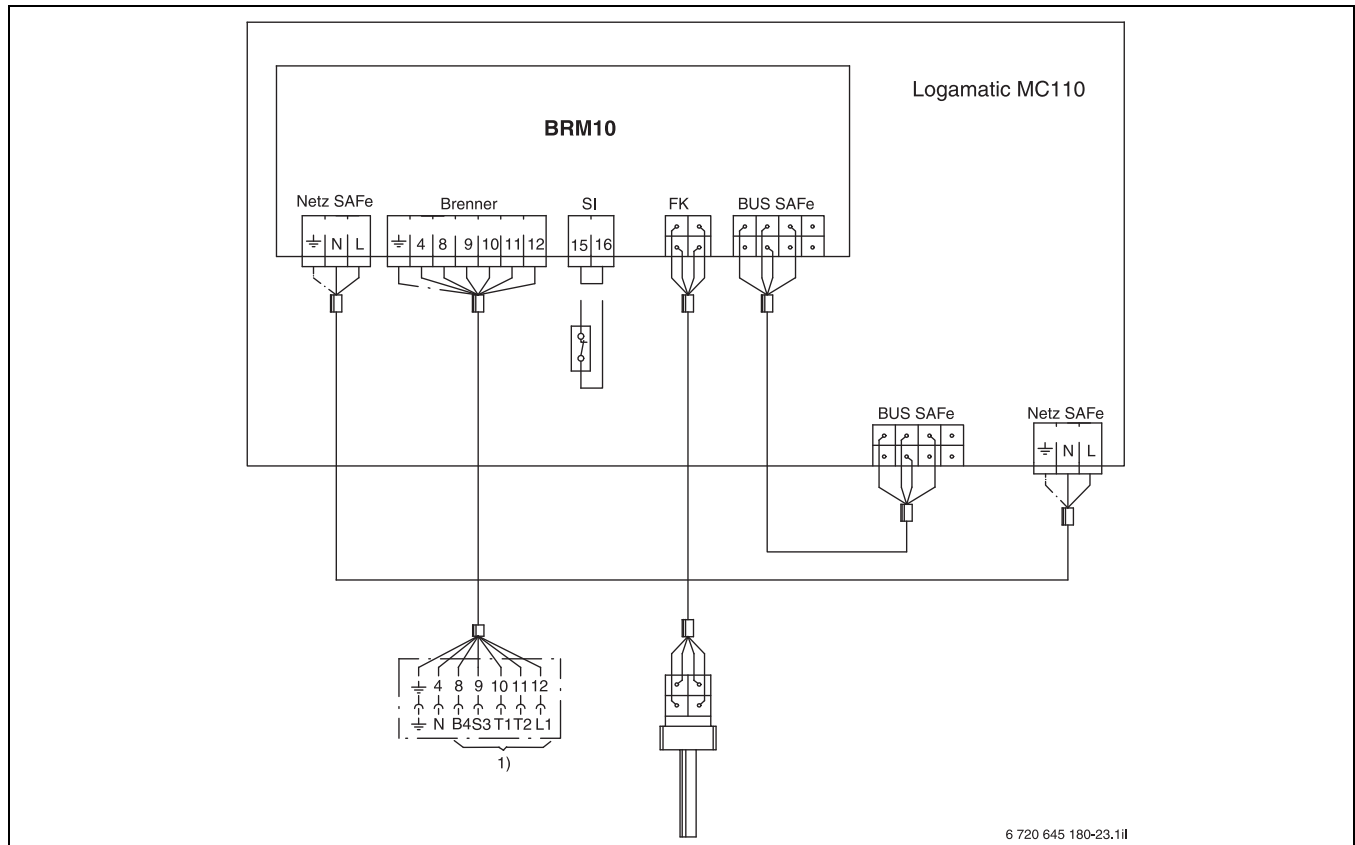 Logamatic MC110
BRM10
Netz SAFe Brenner SI FK BUS SAFe
N L 4 8 9 10 11 12 15 16
BUS SAFe Netz SAFe
N L
4 8 9 10 11 12
N B4 S3 T1 T2 L1
1)
6 720 645 180-23.1il